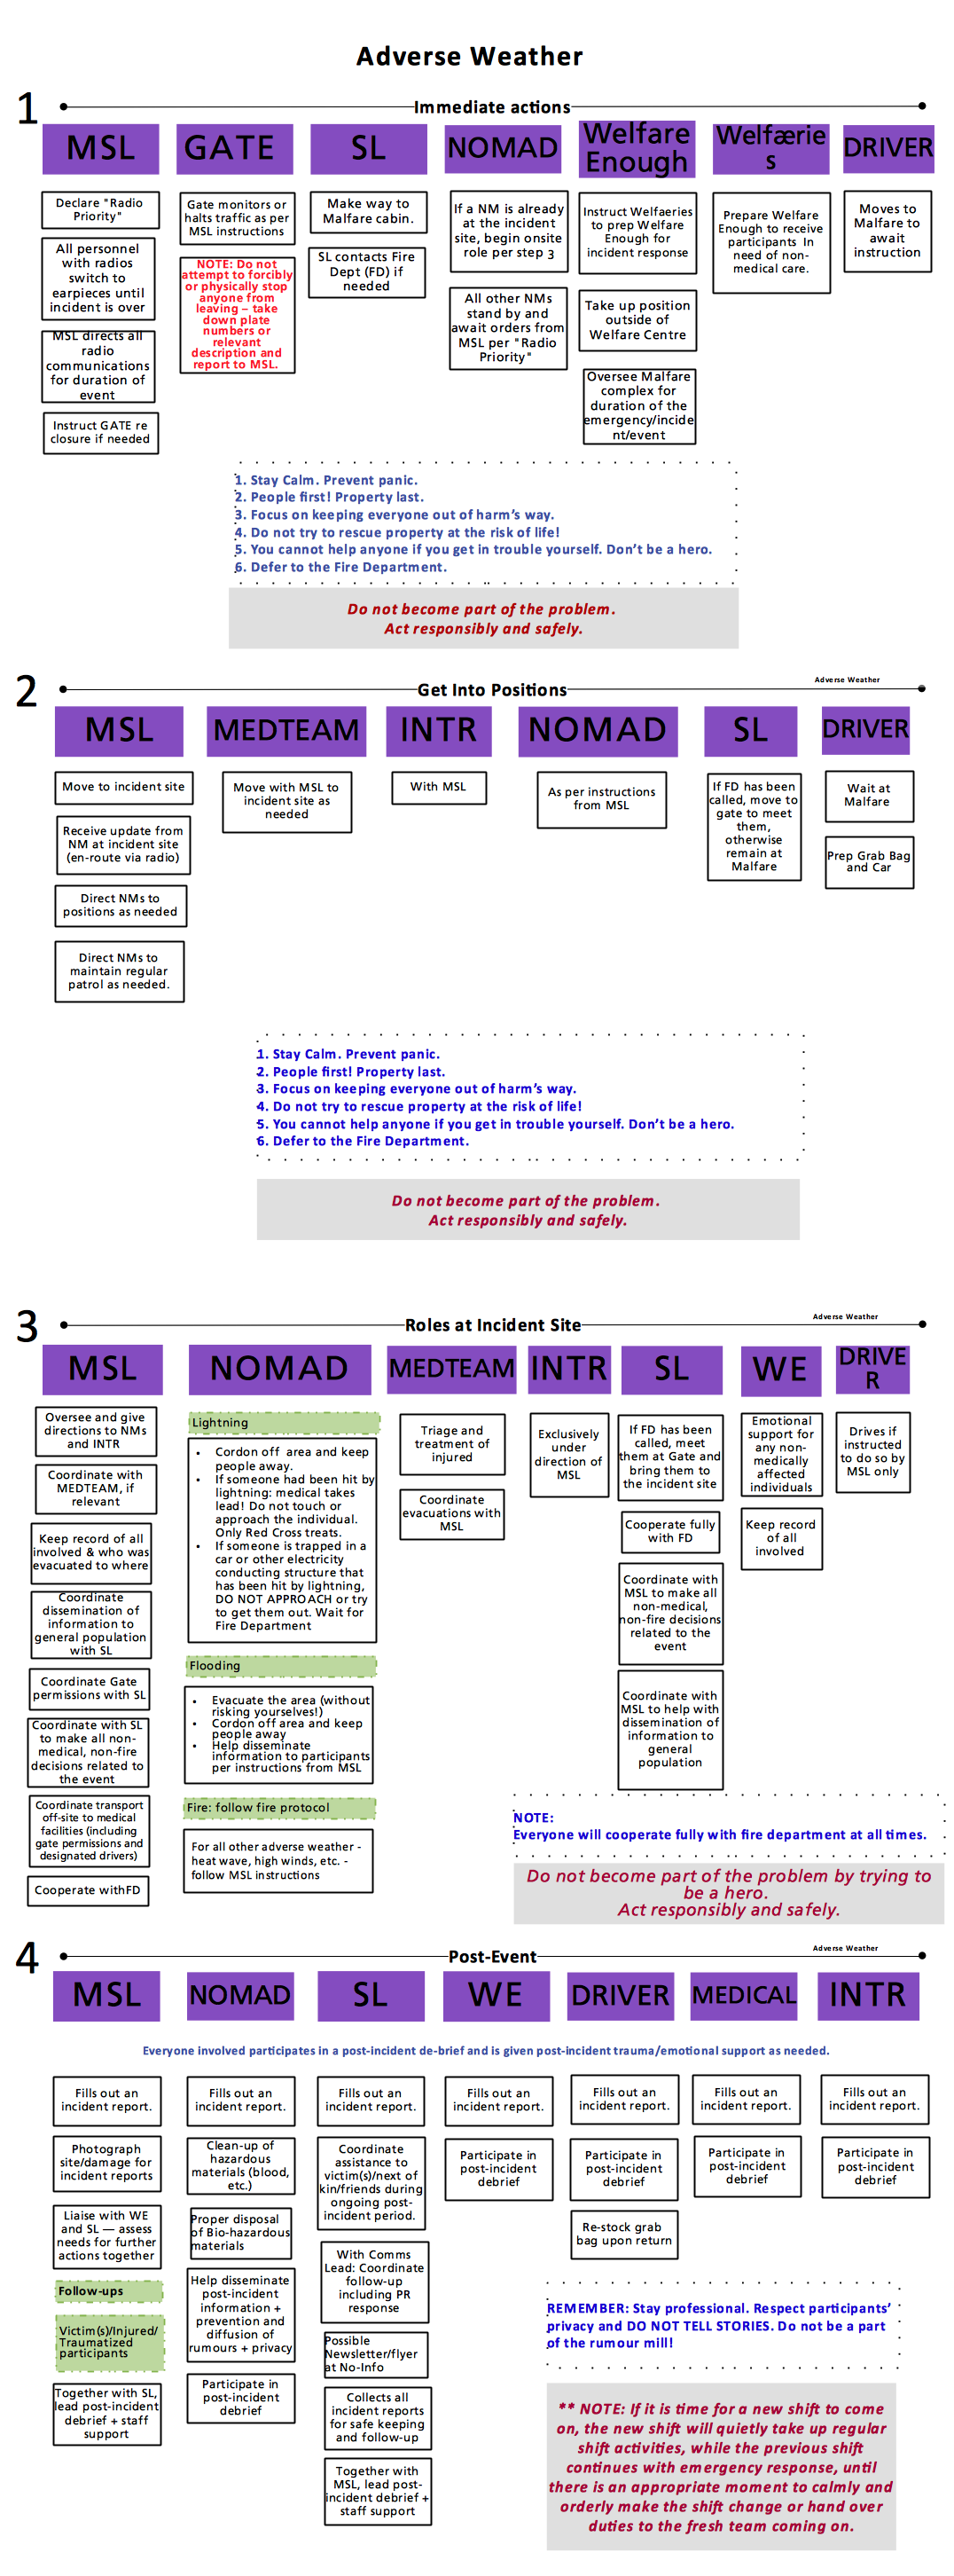 Adverse Weather
1
Immediate actions
MSL
Declare "Radio
Priority"
All personnel
with radios
switch to
earpieces until
incident is over
MSL directs all
radio
communications
for duration of
event
Instruct GATE re
closure if needed
GATE
Gate monitors or
halts traffic as per
MSL instructions
NOTE: Do not
attempt to forcibly
or physically stop
anyone from
leaving – take
down plate
numbers or
relevant
description and
report to MSL.
SL
Make way to
Malfare cabin.
SL contacts Fire
Dept (FD) if
needed
NOMAD
If a NM is already
at the incident
site, begin onsite
role per step 3
All other NMs
stand by and
await orders from
MSL per "Radio
Priority"
Welfare
Enough
Instruct Welfaeries
to prep Welfare
Enough for
incident response
Take up position
outside of
Welfare Centre
Oversee Malfare
complex for
duration of the
emergency/incide
nt/event
Welfærie
s
Prepare Welfare
Enough to receive
participants In
need of non-
medical care.
DRIVER
Moves to
Malfare to
await
instruction
1. Stay Calm. Prevent panic.
2. People first! Property last.
3. Focus on keeping everyone out of harm's way.
4. Do not try to rescue property at the risk of life!
5. You cannot help anyone if you get in trouble yourself. Don't be a hero.
6. Defer to the Fire Department.
Do not become part of the problem.
Act responsibly and safely.
2
Get Into Positions
Adverse Weather
MSL
Move to incident site
Receive update from
NM at incident site
(en-route via radio)
Direct NMs to
positions as needed
Direct NMs to
maintain regular
patrol as needed.
MEDTEAM
Move with MSL to
incident site as
needed
INTR
With MSL
NOMAD
As per instructions
from MSL
SL
If FD has been
called, move to
gate to meet
them,
otherwise
remain at
Malfare
DRIVER
Wait at
Malfare
Prep Grab Bag
and Car
1. Stay Calm. Prevent panic.
2. People first! Property last.
3. Focus on keeping everyone out of harm's way.
4. Do not try to rescue property at the risk of life!
5. You cannot help anyone if you get in trouble yourself. Don't be a hero.
6. Defer to the Fire Department.
Do not become part of the problem.
Act responsibly and safely.
3
Roles at Incident Site
Adverse Weather
MSL
Oversee and give
directions to NMs
and INTR
Coordinate with
MEDTEAM, if
relevant
Keep record of all
involved & who was
evacuated to where
Coordinate
dissemination of
information to
general population
with SL
Coordinate Gate
permissions with SL
Coordinate with SL
to make all non-
medical, non-fire
decisions related to
the event
Coordinate transport
off-site to medical
facilities (including
gate permissions and
designated drivers)
Cooperate withFD
NOMAD
Lightning
• Cordon off area and keep
people away.
• If someone had been hit by
lightning: medical takes
lead! Do not touch or
approach the individual.
Only Red Cross treats.
• If someone is trapped in a
car or other electricity
conducting structure that
has been hit by lightning,
DO NOT APPROACH or try
to get them out. Wait for
Fire Department
Flooding
• Evacuate the area (without
risking yourselves!)
• Cordon off area and keep
people away
• Help disseminate
information to participants
per instructions from MSL
Fire: follow fire protocol
For all other adverse weather -
heat wave, high winds, etc. -
follow MSL instructions
MEDTEAM
Triage and
treatment of
injured
Coordinate
evacuations with
MSL
INTR
Exclusively
under
direction of
MSL
SL
If FD has been
called, meet
them at Gate and
bring them to
the incident site
Cooperate fully
with FD
Coordinate with
MSL to make all
non-medical,
non-fire decisions
related to the
event
Coordinate with
MSL to help with
dissemination of
information to
general
population
WE
Emotional
support for
any non-
medically
affected
individuals
Keep record
of all
involved
DRIVE
R
Drives if
instructed
to do so by
MSL only
NOTE:
Everyone will cooperate fully with fire department at all times.
Do not become part of the problem by trying to
be a hero.
Act responsibly and safely.
4
Post-Event
Adverse Weather
MSL
NOMAD
SL
WE
DRIVER
MEDICAL
INTR
Everyone involved participates in a post-incident de-brief and is given post-incident trauma/emotional support as needed.
Fills out an
incident report.
Photograph
site/damage for
incident reports
Liaise with WE
and SL — assess
needs for further
actions together
Follow-ups
Victim(s)/Injured/
Traumatized
participants
Together with SL,
lead post-incident
debrief + staff
support
Fills out an
incident report.
Clean-up of
hazardous
materials (blood,
etc.)
Proper disposal
of Bio-hazardous
materials
Help disseminate
post-incident
information +
prevention and
diffusion of
rumours + privacy
Participate in
post-incident
debrief
Fills out an
incident report.
Coordinate
assistance to
victim(s)/next of
kin/friends during
ongoing post-
incident period.
With Comms
Lead: Coordinate
follow-up
including PR
response
Possible
Newsletter/flyer
at No-Info
Collects all
incident reports
for safe keeping
and follow-up
Together with
MSL, lead post-
incident debrief +
staff support
Fills out an
incident report.
Participate in
post-incident
debrief
Fills out an
incident report.
Participate in
post-incident
debrief
Re-stock grab
bag upon return
Fills out an
incident report.
Participate in
post-incident
debrief
Fills out an
incident report.
Participate in
post-incident
debrief
REMEMBER: Stay professional. Respect participants'
privacy and DO NOT TELL STORIES. Do not be a part
of the rumour mill!
** NOTE: If it is time for a new shift to come
on, the new shift will quietly take up regular
shift activities, while the previous shift
continues with emergency response, until
there is an appropriate moment to calmly and
orderly make the shift change or hand over
duties to the fresh team coming on.